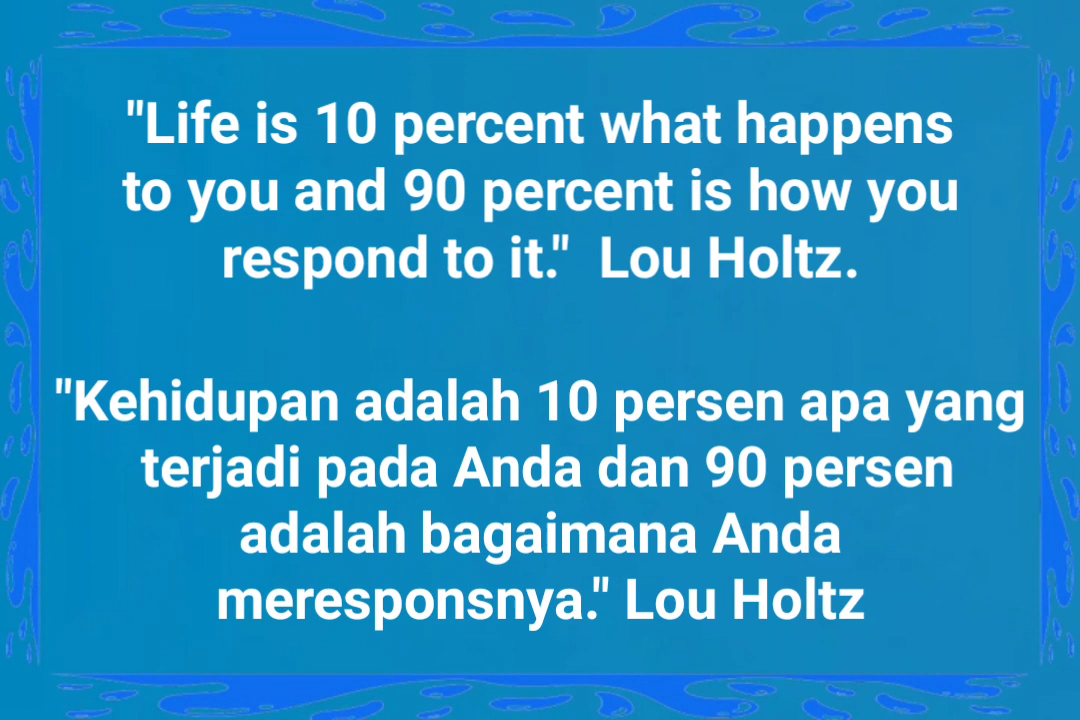 "Life is 10 percent what happens
to you and 90 percent is how you
respond to it."  Lou Holtz.
"Kehidupan adalah 10 persen apa yang
terjadi pada Anda dan 90 persen
adalah bagaimana Anda
meresponsnya." Lou Holtz